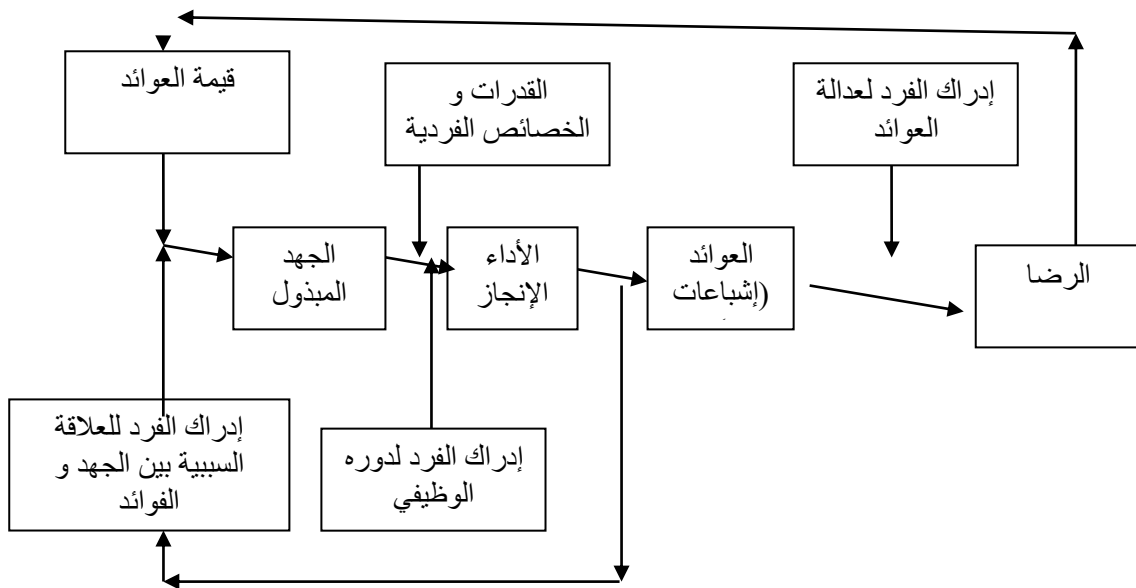 قيمة العوائد
القدرات و
الخصائص الفردية
إدراك الفرد لعدالة
العوائد
الجهد
المبذول
الأداء
الإنجاز
العوائد
(إشباعات
الرضا
إدراك الفرد للعلاقة
السببية بين الجهد و
الفوائد
إدراك الفرد لدوره
الوظيفي